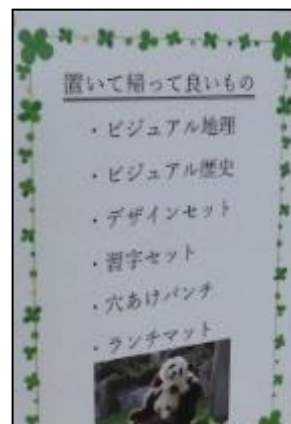 置いて帰って良いもの
・ビジュアル地理
・ビジュアル歴史
・デザインセット
・習字セット
・穴あけパンチ
・ランチマット